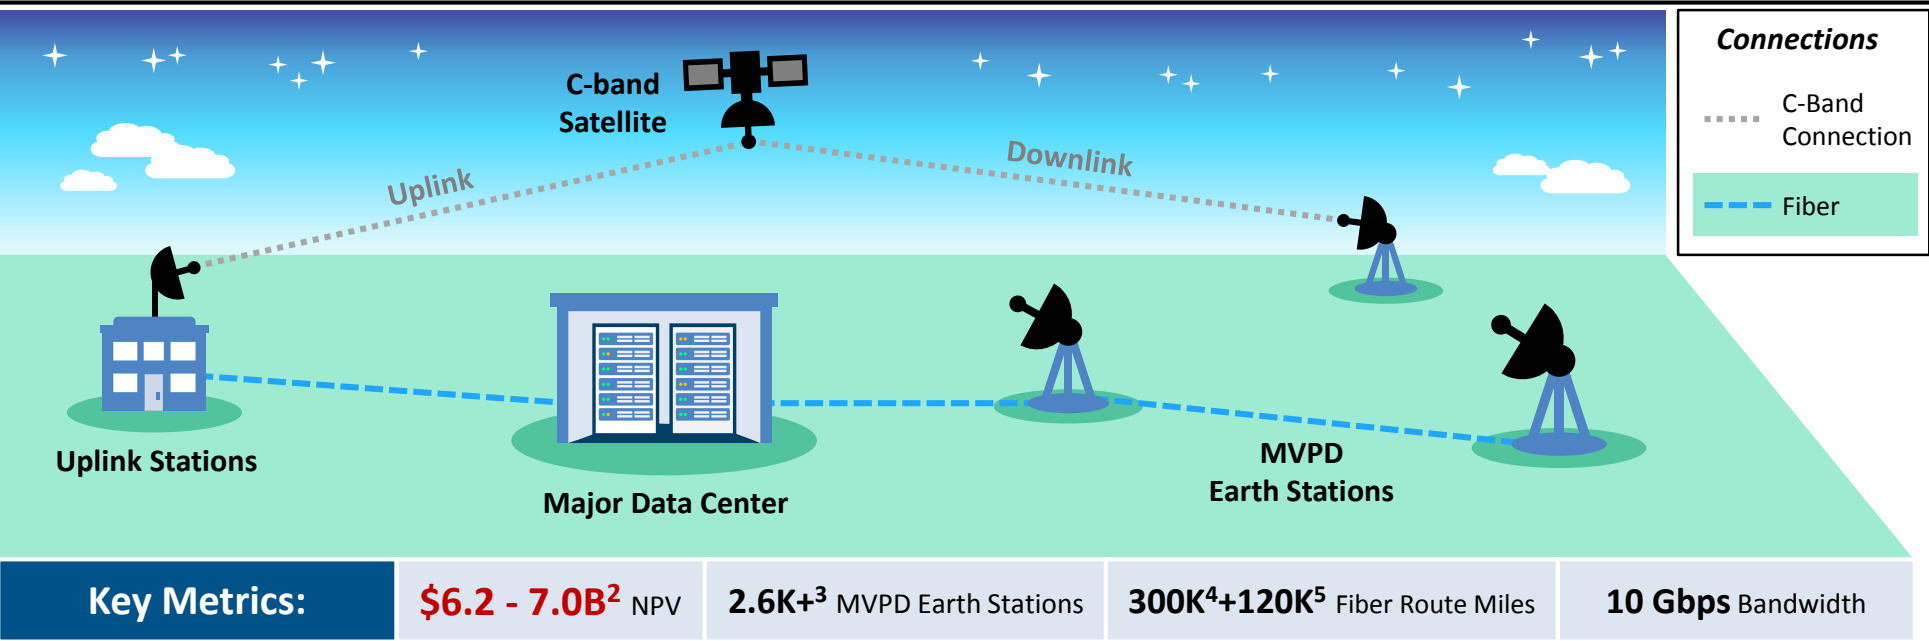 Connections
C-Band
Connection
Fiber
C-band
Satellite
Uplink
Downlink
Uplink Stations
Major Data Center
MVPD
Earth Stations
Key Metrics:
$6.2 - 7.0B² NPV
2.6K+³ MVPD Earth Stations
300K⁴+120K⁵ Fiber Route Miles
10 Gbps Bandwidth